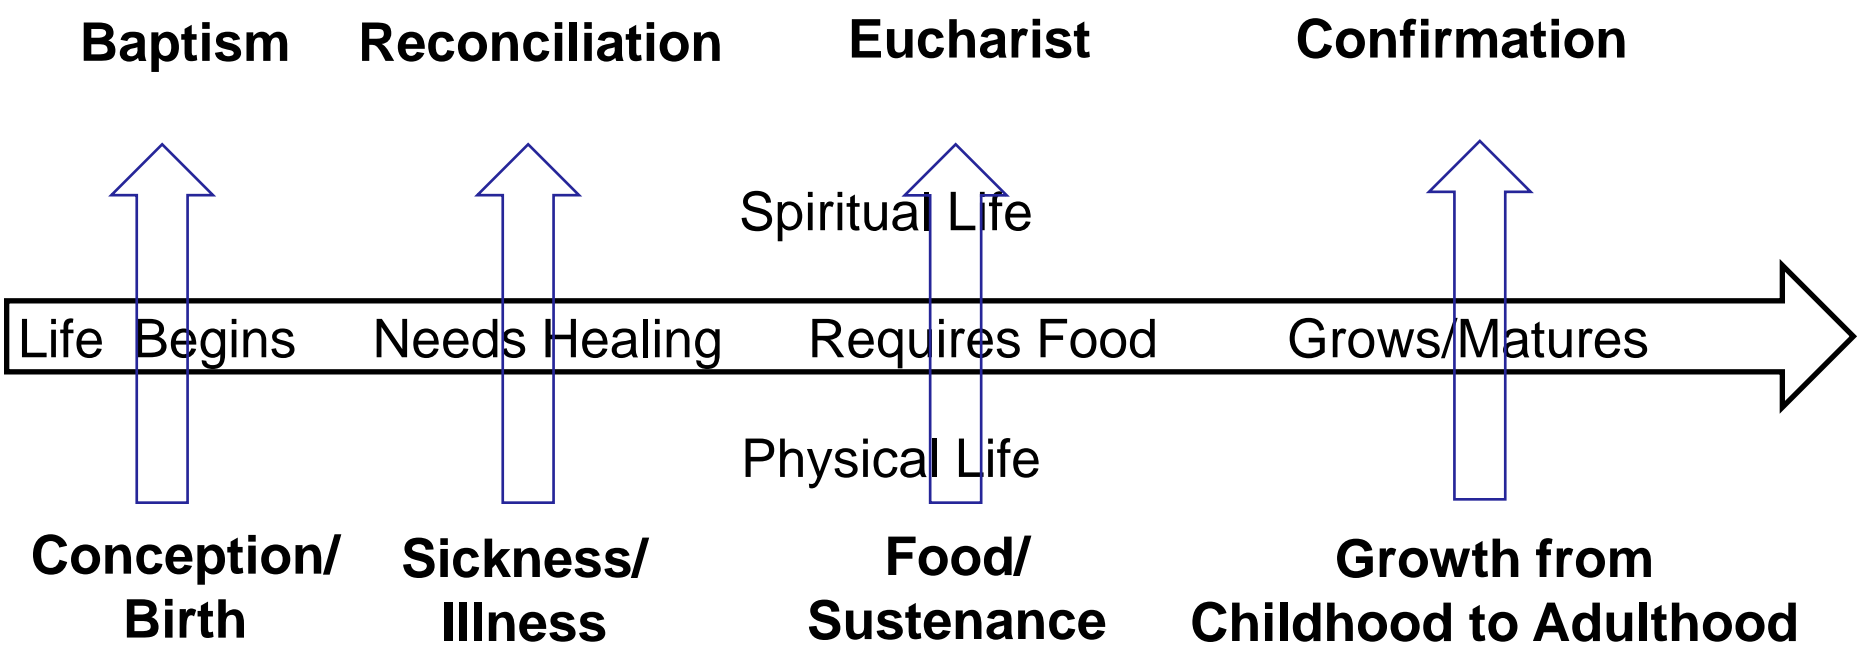 Baptism Reconciliation Eucharist Confirmation
Spiritual Life
Life Begins Needs Healing Requires Food Grows/Matures
Physical Life
Conception/ Sickness/ Food/ Growth from
Birth Illness Sustenance Childhood to Adulthood